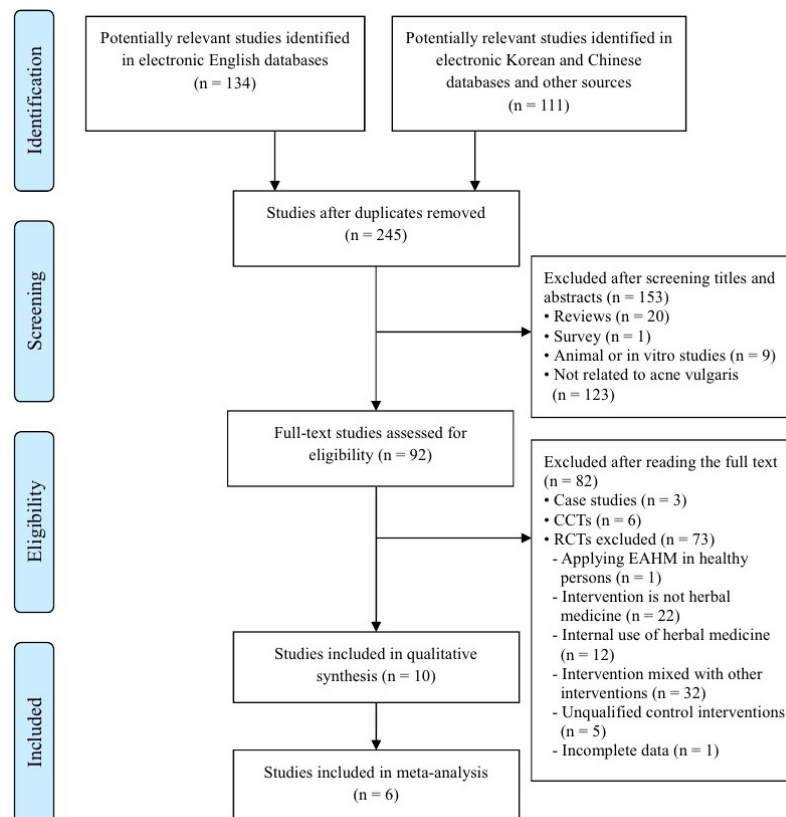 Identification
Potentially relevant studies identified
in electronic English databases
(n = 134)
Potentially relevant studies identified in
electronic Korean and Chinese
databases and other sources
(n = 111)
Studies after duplicates removed
(n = 245)
Screening
Excluded after screening titles and
abstracts (n = 153)
• Reviews (n = 20)
• Survey (n = 1)
• Animal or in vitro studies (n = 9)
• Not related to acne vulgaris
(n = 123)
Full-text studies assessed for
eligibility (n = 92)
Eligibility
Excluded after reading the full text
(n = 82)
• Case studies (n = 3)
• CCTs (n = 6)
• RCTs excluded (n = 73)
- Applying EAHM in healthy
persons (n = 1)
- Intervention is not herbal
medicine (n = 22)
- Internal use of herbal medicine
(n = 12)
- Intervention mixed with other
interventions (n = 32)
- Unqualified control interventions
(n = 5)
- Incomplete data (n = 1)
Included
Studies included in qualitative
synthesis (n = 10)
Studies included in meta-analysis
(n = 6)